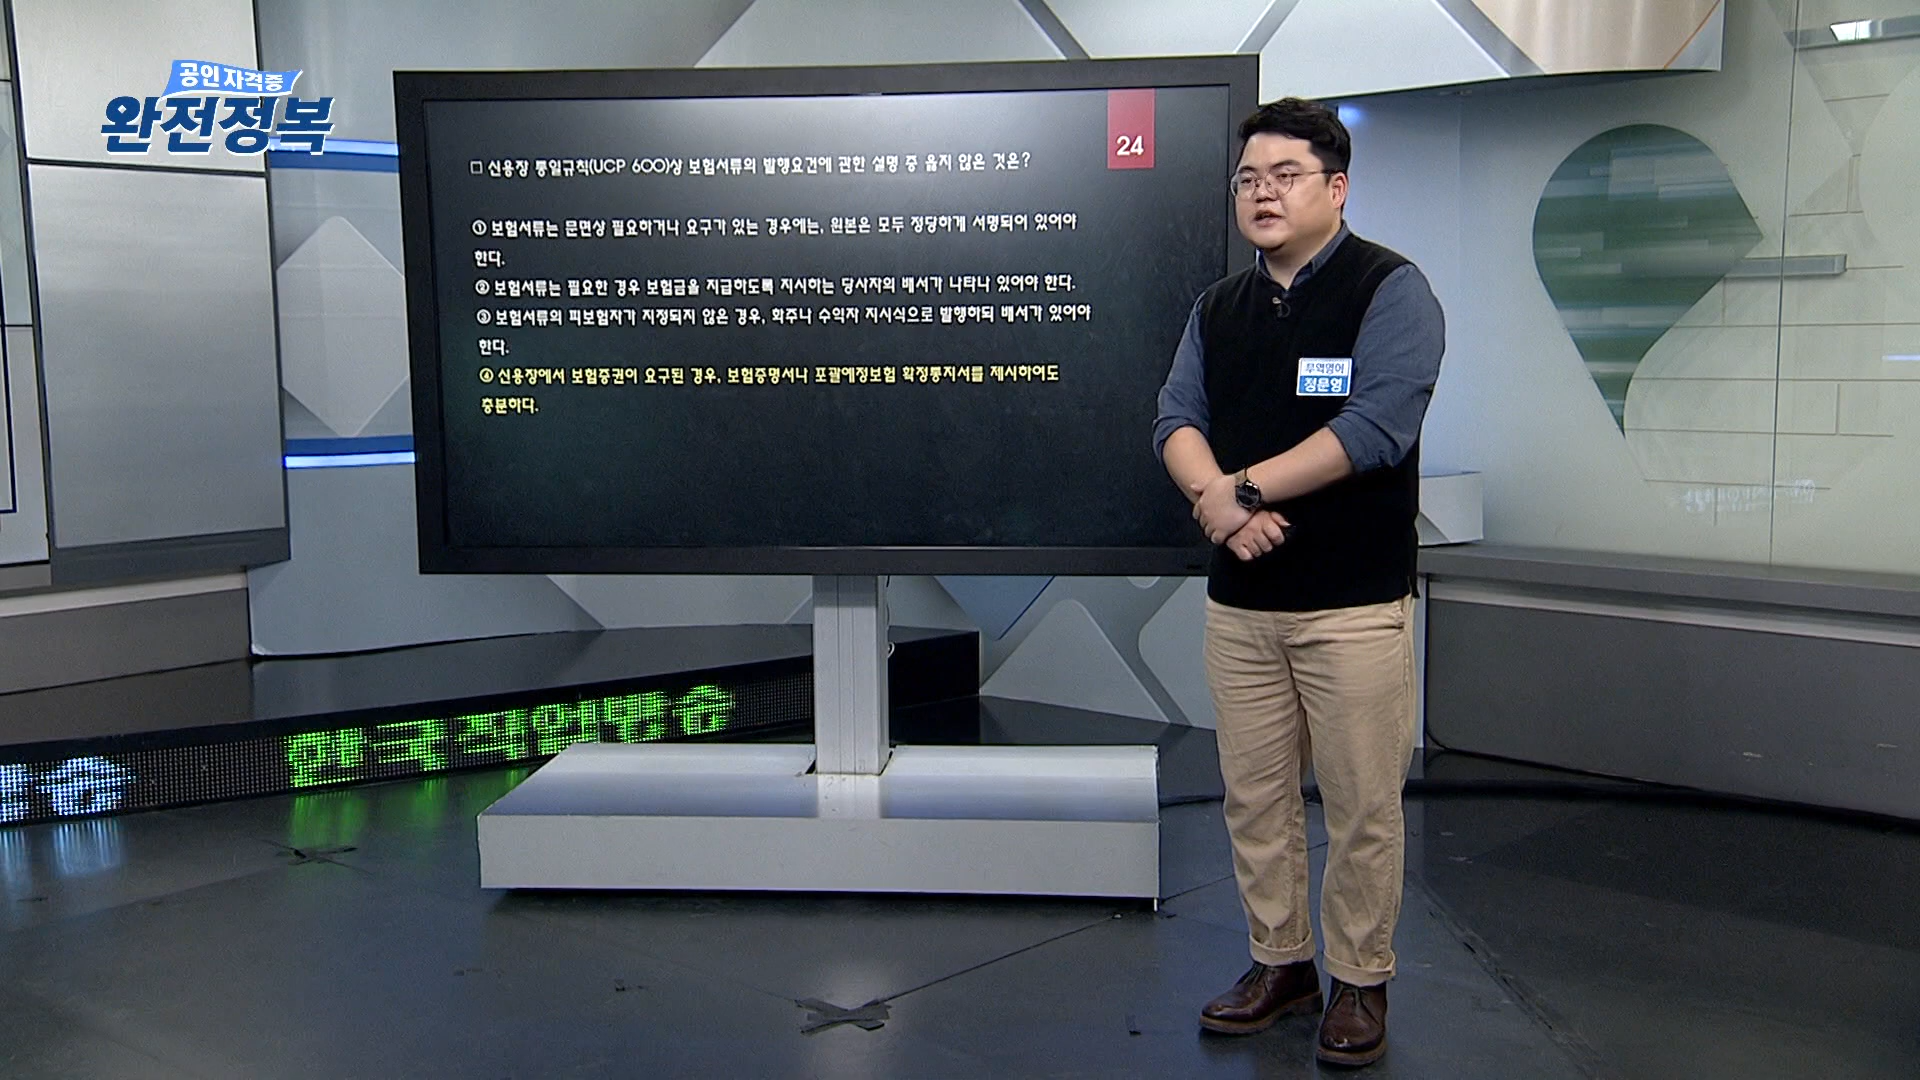 공인 자격증
완전정복
24
□ 신용장 통일규칙(UCP 600)상 보험서류의 발행요건에 관한 설명 중 옳지 않은 것은?
① 보험서류는 문면상 필요하거나 요구가 있는 경우에는, 원본은 모두 정당하게 서명되어 있어야
한다.
② 보험서류는 필요한 경우 보험금을 지급하도록 지시하는 당사자의 배서가 나타나 있어야 한다.
③ 보험서류의 피보험자가 지정되지 않은 경우, 화주나 수익자 지시식으로 발행하되 배서가 있어야
한다.
④ 신용장에서 보험증권이 요구된 경우, 보험증명서나 포괄예정보험 확정통지서를 제시하여도
충분하다.
무역영어
정문영
한국직업방송
송